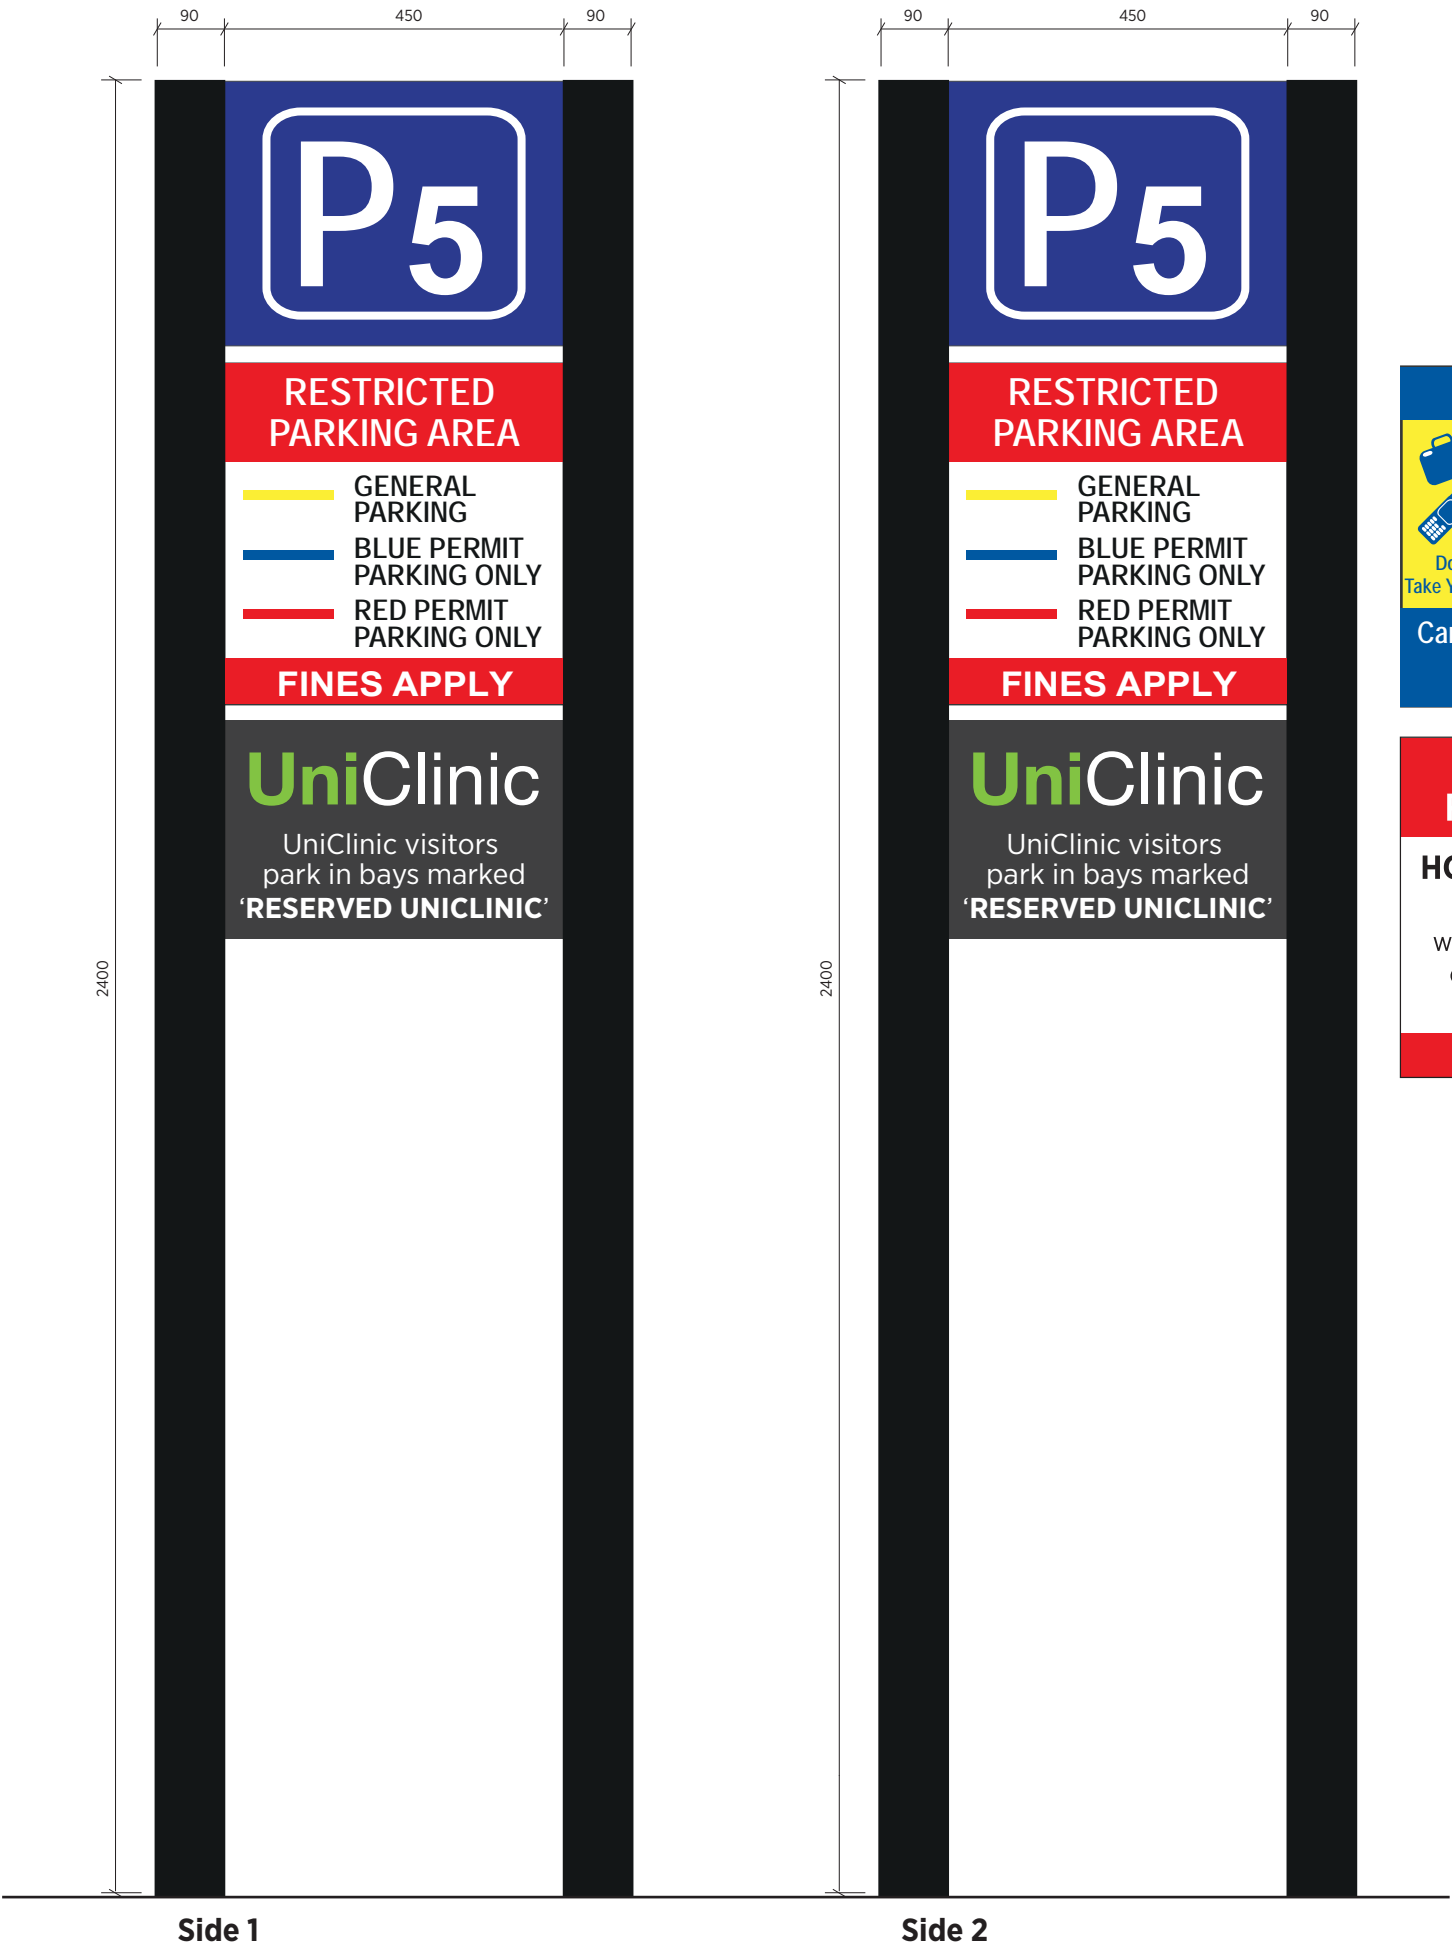 90 450 90
P5
RESTRICTED
PARKING AREA
GENERAL
PARKING
BLUE PERMIT
PARKING ONLY
RED PERMIT
PARKING ONLY
FINES APPLY
UniClinic
UniClinic visitors
park in bays marked
‘RESERVED UNICLINIC’
2400
Side 1
90 450 90
P5
RESTRICTED
PARKING AREA
GENERAL
PARKING
BLUE PERMIT
PARKING ONLY
RED PERMIT
PARKING ONLY
FINES APPLY
UniClinic
UniClinic visitors
park in bays marked
‘RESERVED UNICLINIC’
2400
Side 2
Take